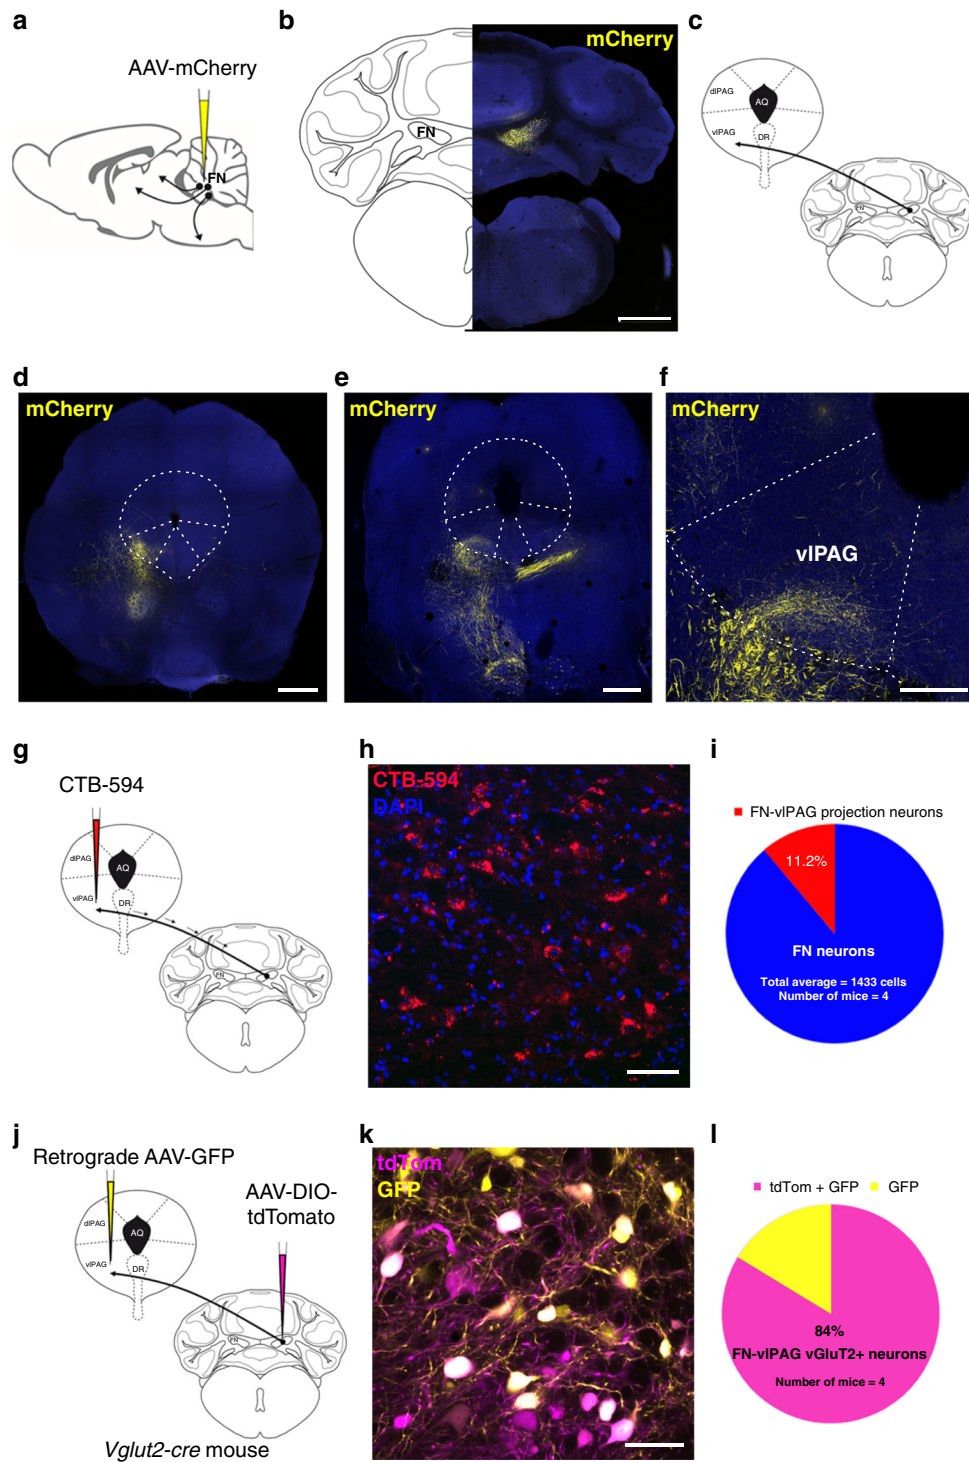 a
AAV-mCherry
FN
b
FN
mCherry
c
dlPAG
AQ
vlPAG
DR
FN
d
mCherry
e
mCherry
f
mCherry
vlPAG
g
CTB-594
dlPAG
AQ
vlPAG
DR
FN
h
CTB-594
DAPI
i
FN-vlPAG projection neurons
11.2%
FN neurons
Total average = 1433 cells
Number of mice = 4
j
Retrograde AAV-GFP
AAV-DIO-
tdTomato
dlPAG
AQ
vlPAG
DR
FN
Vglut2-cre mouse
k
tdTom
GFP
l
tdTom + GFP
GFP
84%
FN-vlPAG vGluT2+ neurons
Number of mice = 4